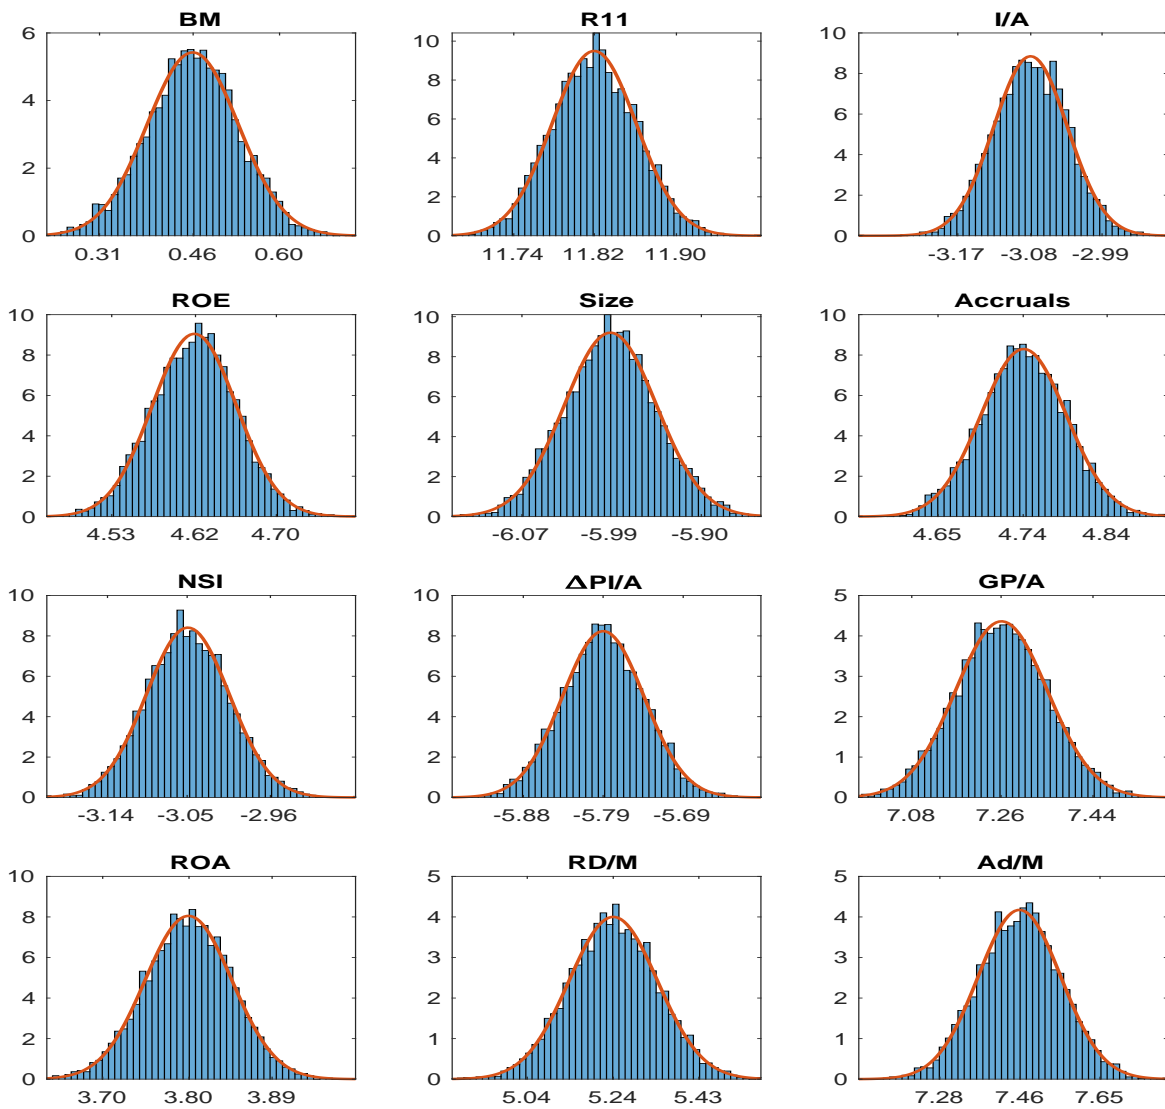 BM R11 I/A
6 10 10
4 8 8
2 6 6
0 4 4
2 2
0 0
0.31 0.46 0.60 11.74 11.82 11.90 -3.17 -3.08 -2.99
ROE Size Accruals
10 10 10
8 8 8
6 6 6
4 4 4
2 2 2
0 0 0
4.53 4.62 4.70 -6.07 -5.99 -5.90 4.65 4.74 4.84
NSI ΔPI/A GP/A
10 10 5
8 8 4
6 6 3
4 4 2
2 2 1
0 0 0
-3.14 -3.05 -2.96 -5.88 -5.79 -5.69 7.08 7.26 7.44
ROA RD/M Ad/M
10 5 5
8 4 4
6 3 3
4 2 2
2 1 1
0 0 0
3.70 3.80 3.89 5.04 5.24 5.43 7.28 7.46 7.65